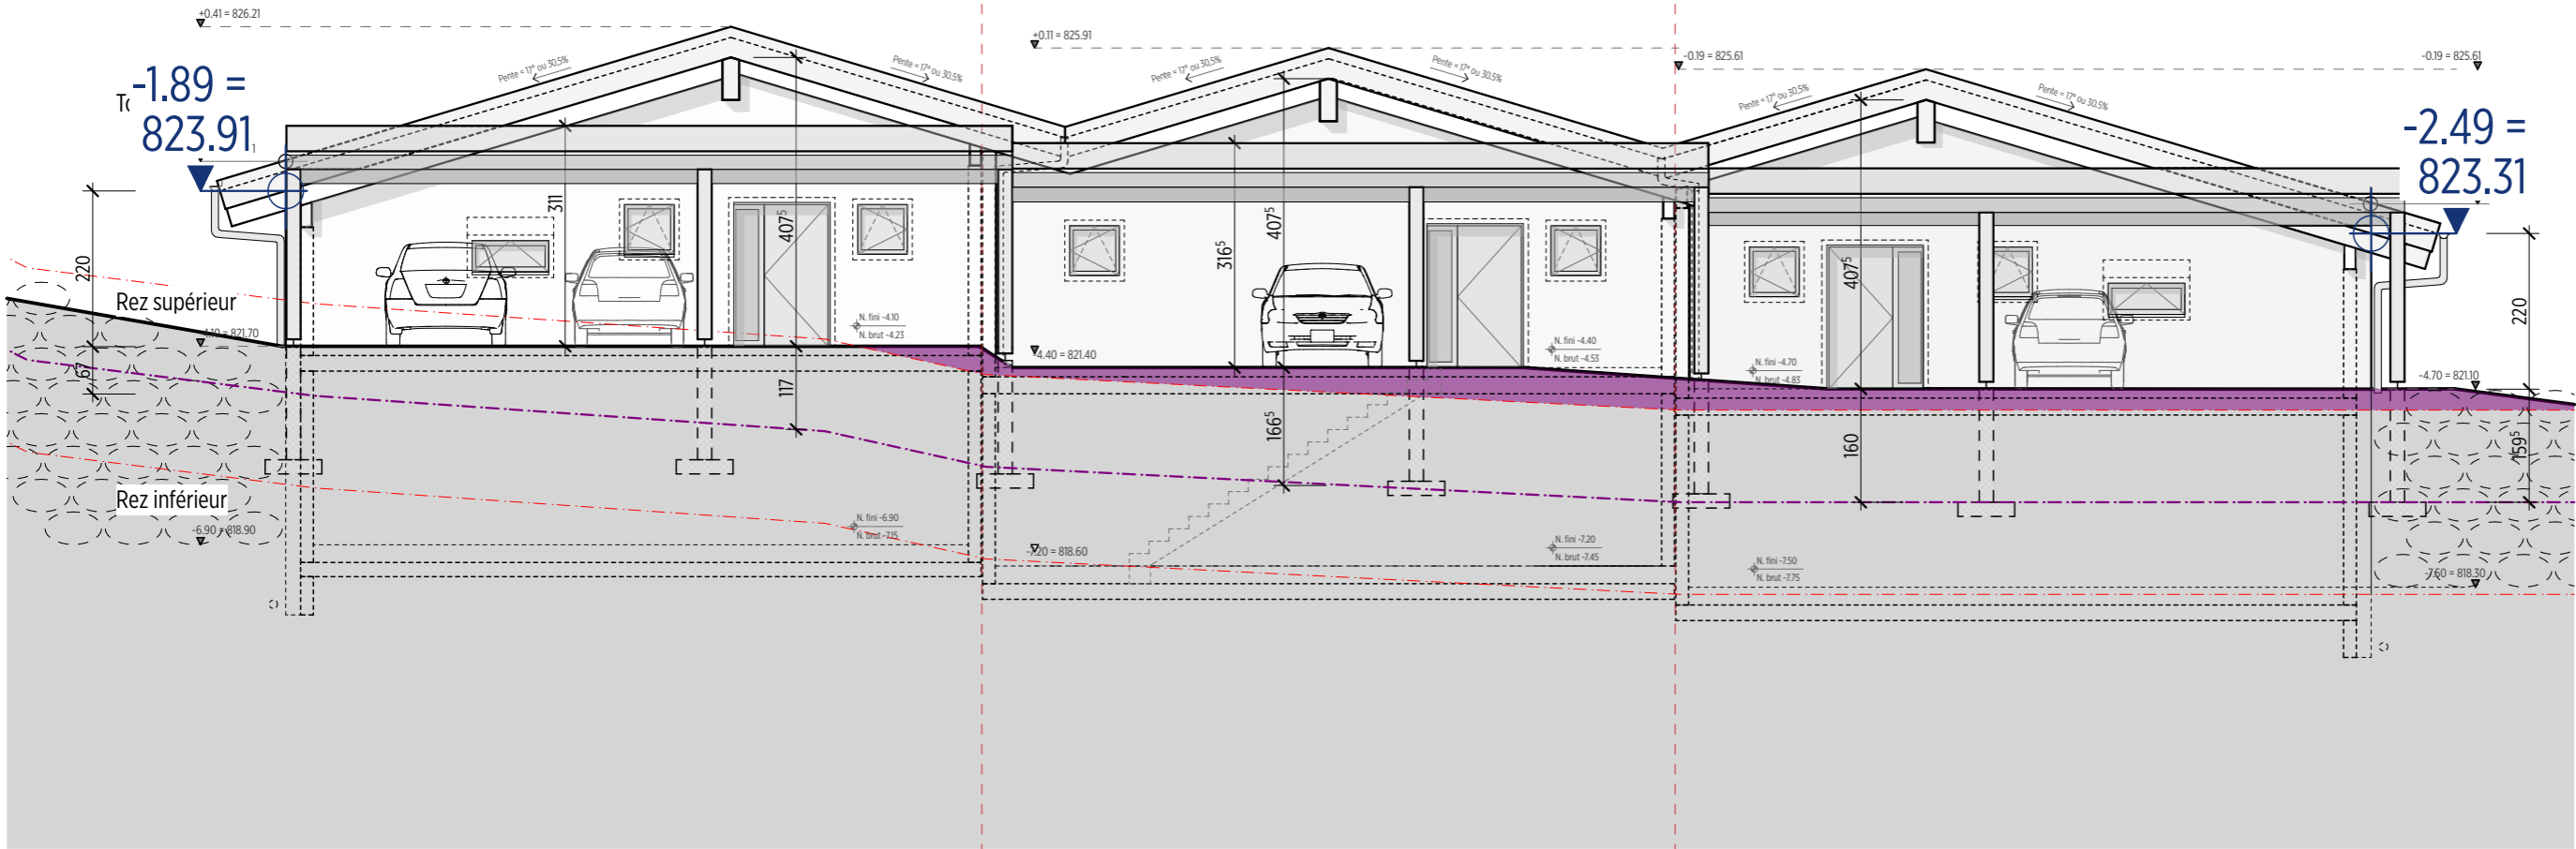 +0.41 = 826.21
+0.11 = 825.91
-0.19 = 825.61
-0.19 = 825.61
Pente = 17° ou 30,5%
Pente = 17° ou 30,5%
Pente = 17° ou 30,5%
Pente = 17° ou 30,5%
Pente = 17° ou 30,5%
Pente = 17° ou 30,5%
-1.89 =
823.91
-2.49 =
823.31
311
407⁵
316⁵
407⁵
407⁵
220
220
Rez supérieur
-4.10 = 821.70
N. fini -4.10
N. brut -4.23
-4.40 = 821.40
N. fini -4.40
N. brut -4.53
N. fini -4.70
N. brut -4.83
-4.70 = 821.10
67
117
166⁵
160
159⁵
Rez inférieur
-6.90 = 818.90
N. fini -6.90
N. brut -7.15
-7.20 = 818.60
N. fini -7.20
N. brut -7.45
N. fini -7.50
N. brut -7.75